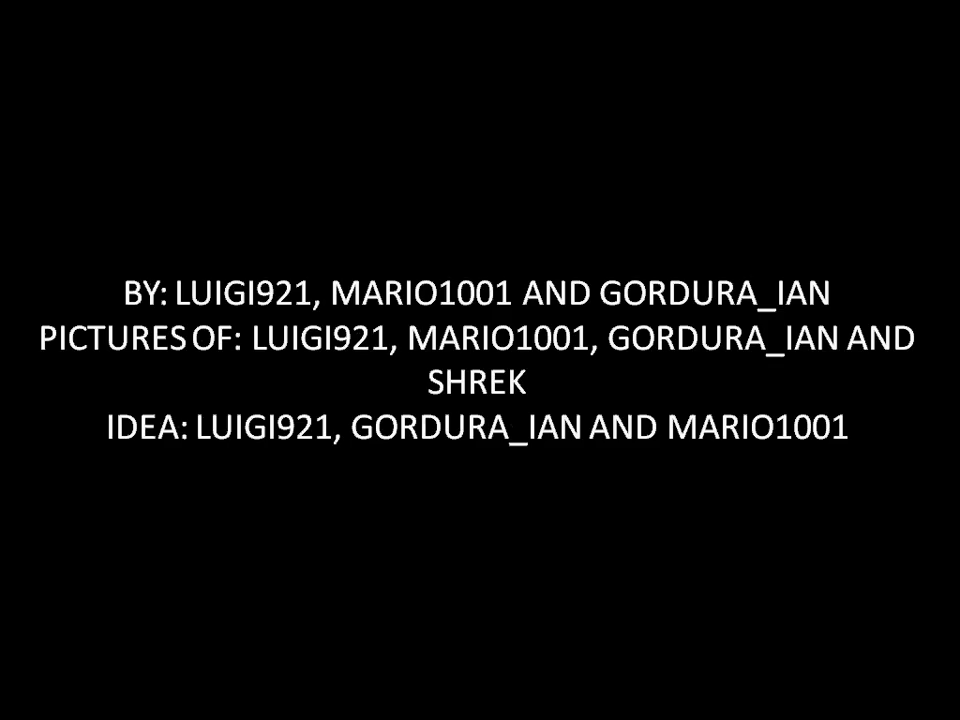 BY: LUIGI921, MARIO1001 AND GORDURA_IAN
PICTURES OF: LUIGI921, MARIO1001, GORDURA_IAN AND
SHREK
IDEA: LUIGI921, GORDURA_IAN AND MARIO1001